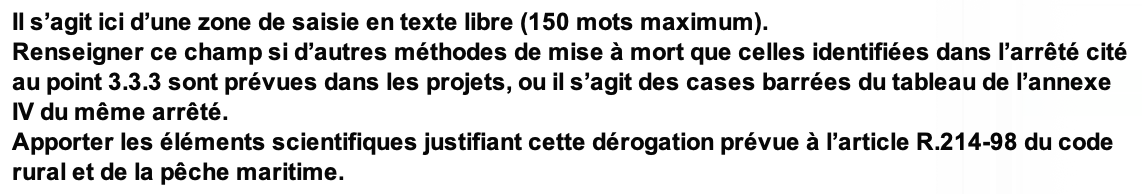 Il s’agit ici d’une zone de saisie en texte libre (150 mots maximum).
Renseigner ce champ si d’autres méthodes de mise à mort que celles identifiées dans l’arrêté cité
au point 3.3.3 sont prévues dans les projets, ou il s’agit des cases barrées du tableau de l’annexe
IV du même arrêté.
Apporter les éléments scientifiques justifiant cette dérogation prévue à l’article R.214-98 du code
rural et de la pêche maritime.